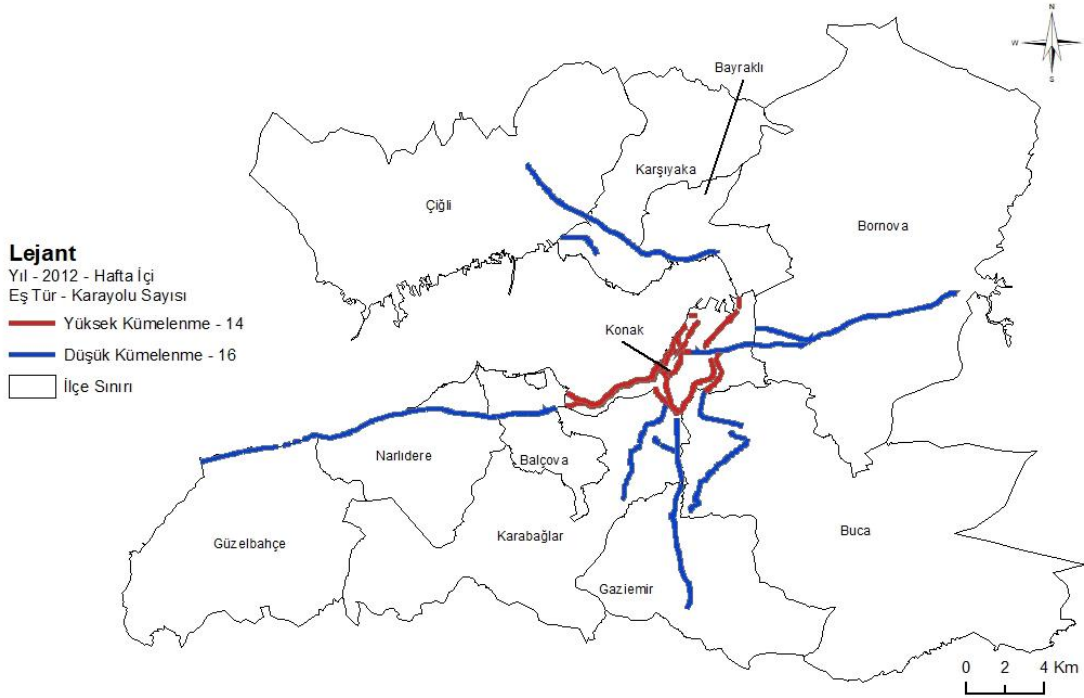 N
W
S
Bayraklı
Karşıyaka
Çiğli
Bornova
Lejant
Yıl - 2012 - Hafta İçi
Eş Tür - Karayolu Sayısı
Yüksek Kümelenme - 14
Düşük Kümelenme - 16
İlçe Sınırı
Konak
Narlıdere
Balçova
Güzelbahçe
Karabağlar
Buca
Gaziemir
0 2 4 Km